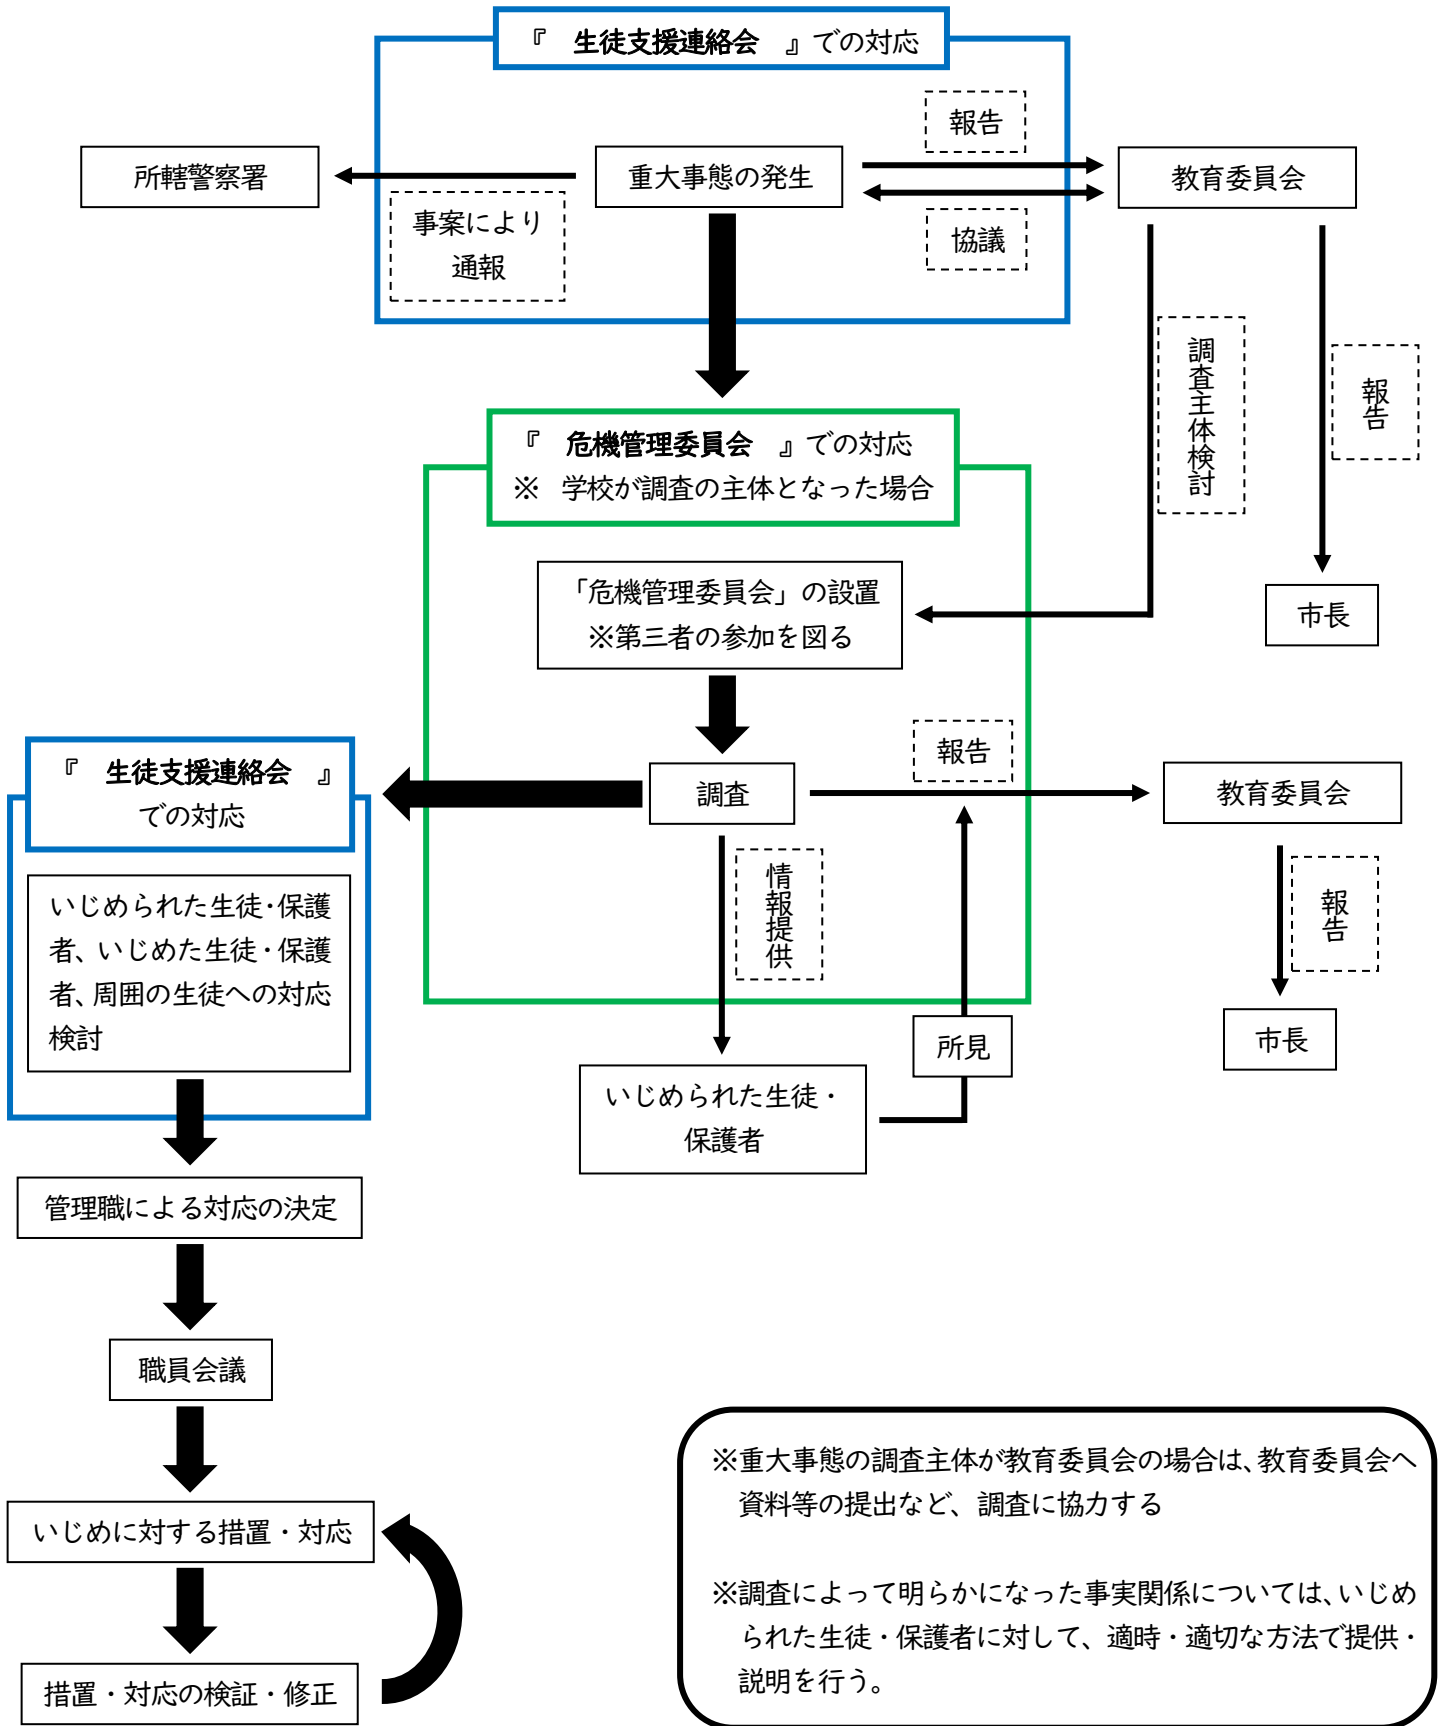 『　生徒支援連絡会　』での対応
報告
所轄警察署
重大事態の発生
教育委員会
事案により
通報
協議
調査主体検討
報告
『　危機管理委員会　』での対応
※　学校が調査の主体となった場合
「危機管理委員会」の設置
※第三者の参加を図る
市長
報告
『　生徒支援連絡会　』
での対応
調査
教育委員会
情報提供
報告
いじめられた生徒・保護
者、いじめた生徒・保護
者、周囲の生徒への対応
検討
所見
市長
いじめられた生徒・
保護者
管理職による対応の決定
職員会議
いじめに対する措置・対応
措置・対応の検証・修正
※重大事態の調査主体が教育委員会の場合は、教育委員会へ
資料等の提出など、調査に協力する
※調査によって明らかになった事実関係については、いじめ
られた生徒・保護者に対して、適時・適切な方法で提供・
説明を行う。